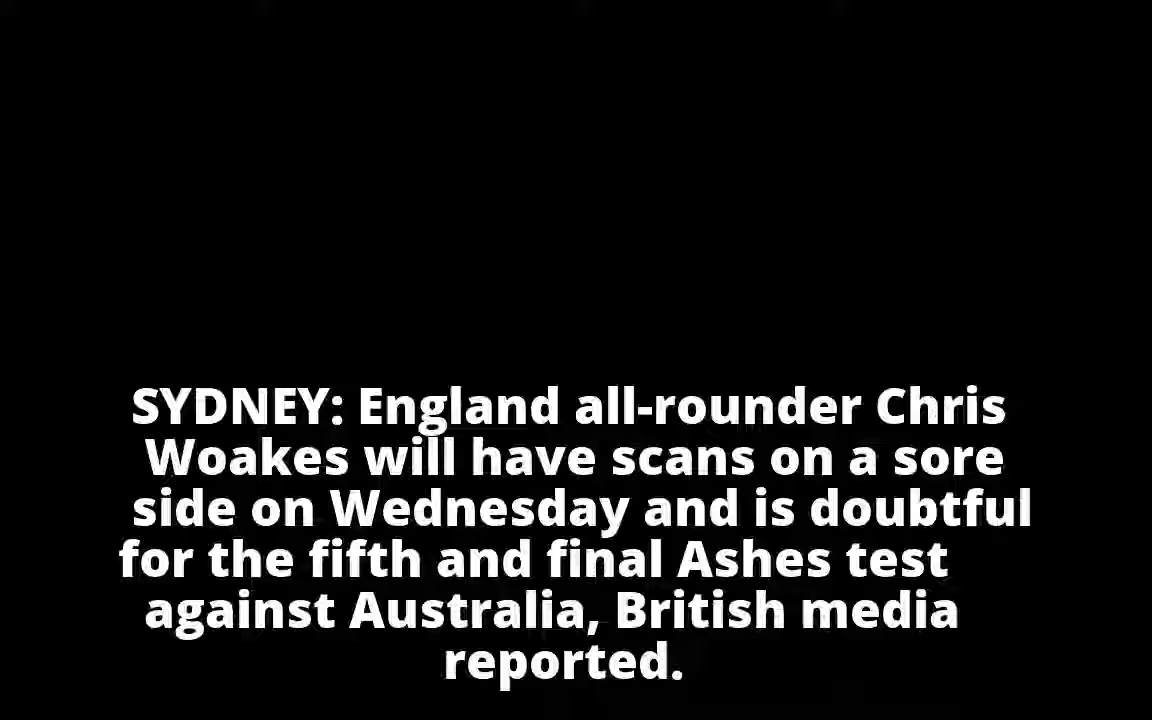 SYDNEY: England all-rounder Chris
Woakes will have scans on a sore
side on Wednesday and is doubtful
for the fifth and final Ashes test
against Australia, British media
reported.